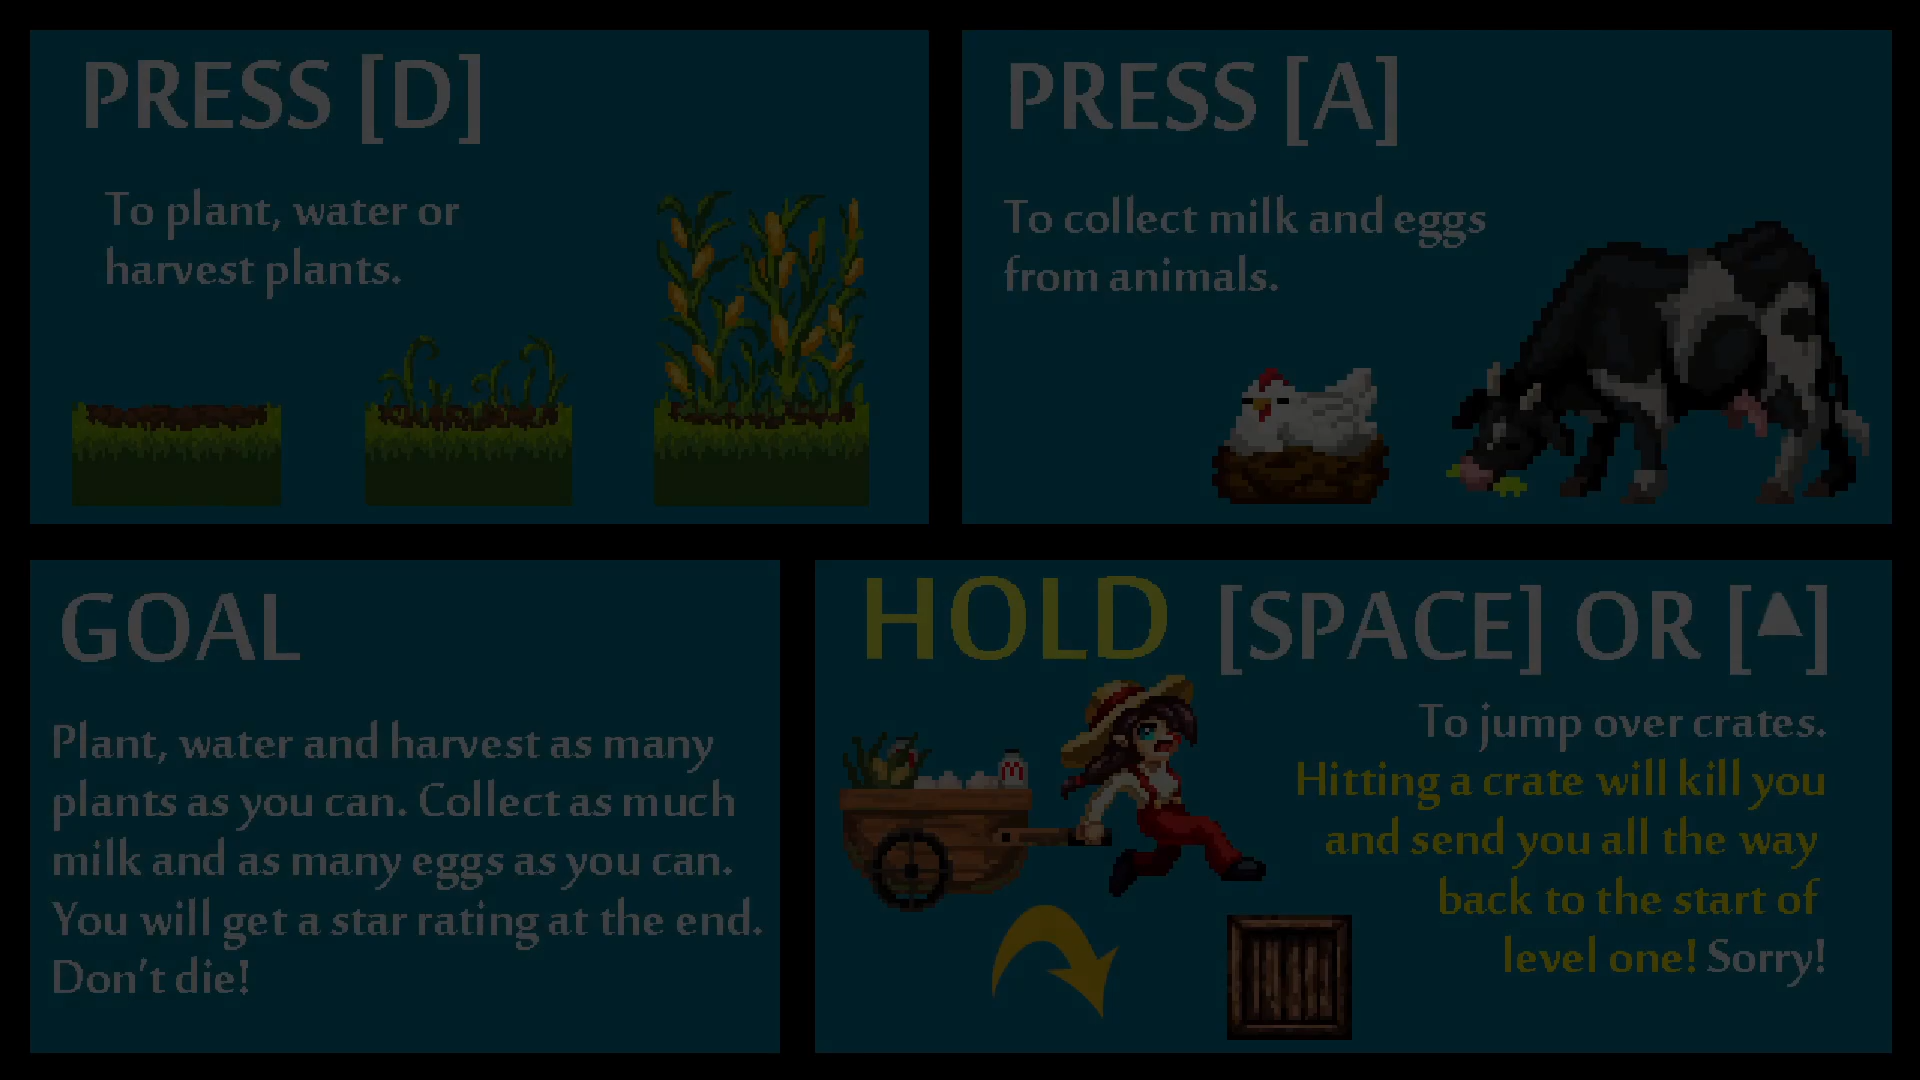 PRESS [D]
To plant, water or
harvest plants.
PRESS [A]
To collect milk and eggs
from animals.
GOAL
Plant, water and harvest as many
plants as you can. Collect as much
milk and as many eggs as you can.
You will get a star rating at the end.
Don't die!
HOLD [SPACE] OR [▲]
To jump over crates.
Hitting a crate will kill you
and send you all the way
back to the start of
level one! Sorry!